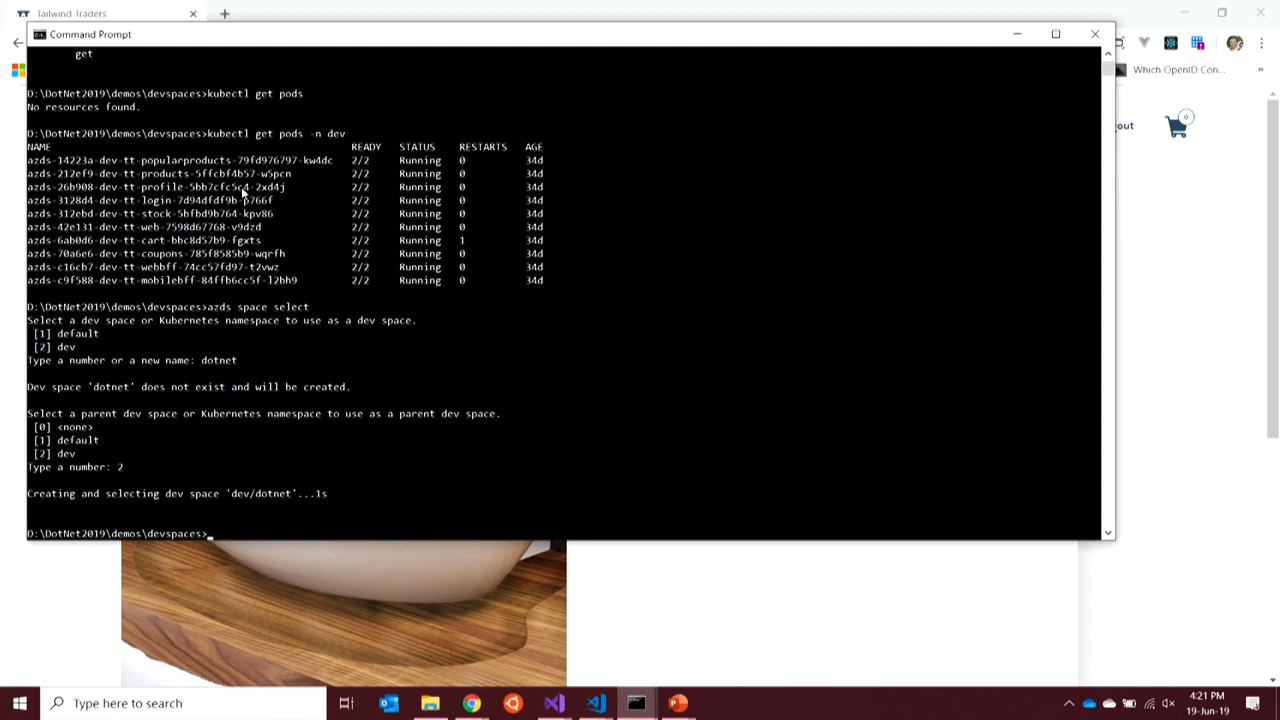 Tailwind Traders
Command Prompt
Which OpenID Con...
get
D:\DotNet2019\demos\devspaces>kubectl get pods
No resources found.
D:\DotNet2019\demos\devspaces>kubectl get pods -n dev
NAME READY STATUS RESTARTS AGE
azds-14223a-dev-tt-popularproducts-79fd976797-kw4dc 2/2 Running 0 34d
azds-212ef9-dev-tt-products-5ffcbf4b57-w5pcn 2/2 Running 0 34d
azds-26b908-dev-tt-profile-5bb7cfc5c4-2xd4j 2/2 Running 0 34d
azds-3128d4-dev-tt-login-7d94dfdf9b-p766f 2/2 Running 0 34d
azds-312ebd-dev-tt-stock-5bfbd9b764-kpv86 2/2 Running 0 34d
azds-42e131-dev-tt-web-7598d67768-v9dzd 2/2 Running 0 34d
azds-6ab0d6-dev-tt-cart-bbc8d57b9-fgxts 2/2 Running 1 34d
azds-70a6e6-dev-tt-coupons-785f8585b9-wqrfh 2/2 Running 0 34d
azds-c16cb7-dev-tt-webbff-74cc57fd97-t2vwz 2/2 Running 0 34d
azds-c9f588-dev-tt-mobilebff-84ffb6cc5f-l2bh9 2/2 Running 0 34d
D:\DotNet2019\demos\devspaces>azds space select
Select a dev space or Kubernetes namespace to use as a dev space.
[1] default
[2] dev
Type a number or a new name: dotnet
Dev space 'dotnet' does not exist and will be created.
Select a parent dev space or Kubernetes namespace to use as a parent dev space.
[0] <none>
[1] default
[2] dev
Type a number: 2
Creating and selecting dev space 'dev/dotnet'...1s
D:\DotNet2019\demos\devspaces>
out
0
Type here to search
4:21 PM
19-Jun-19